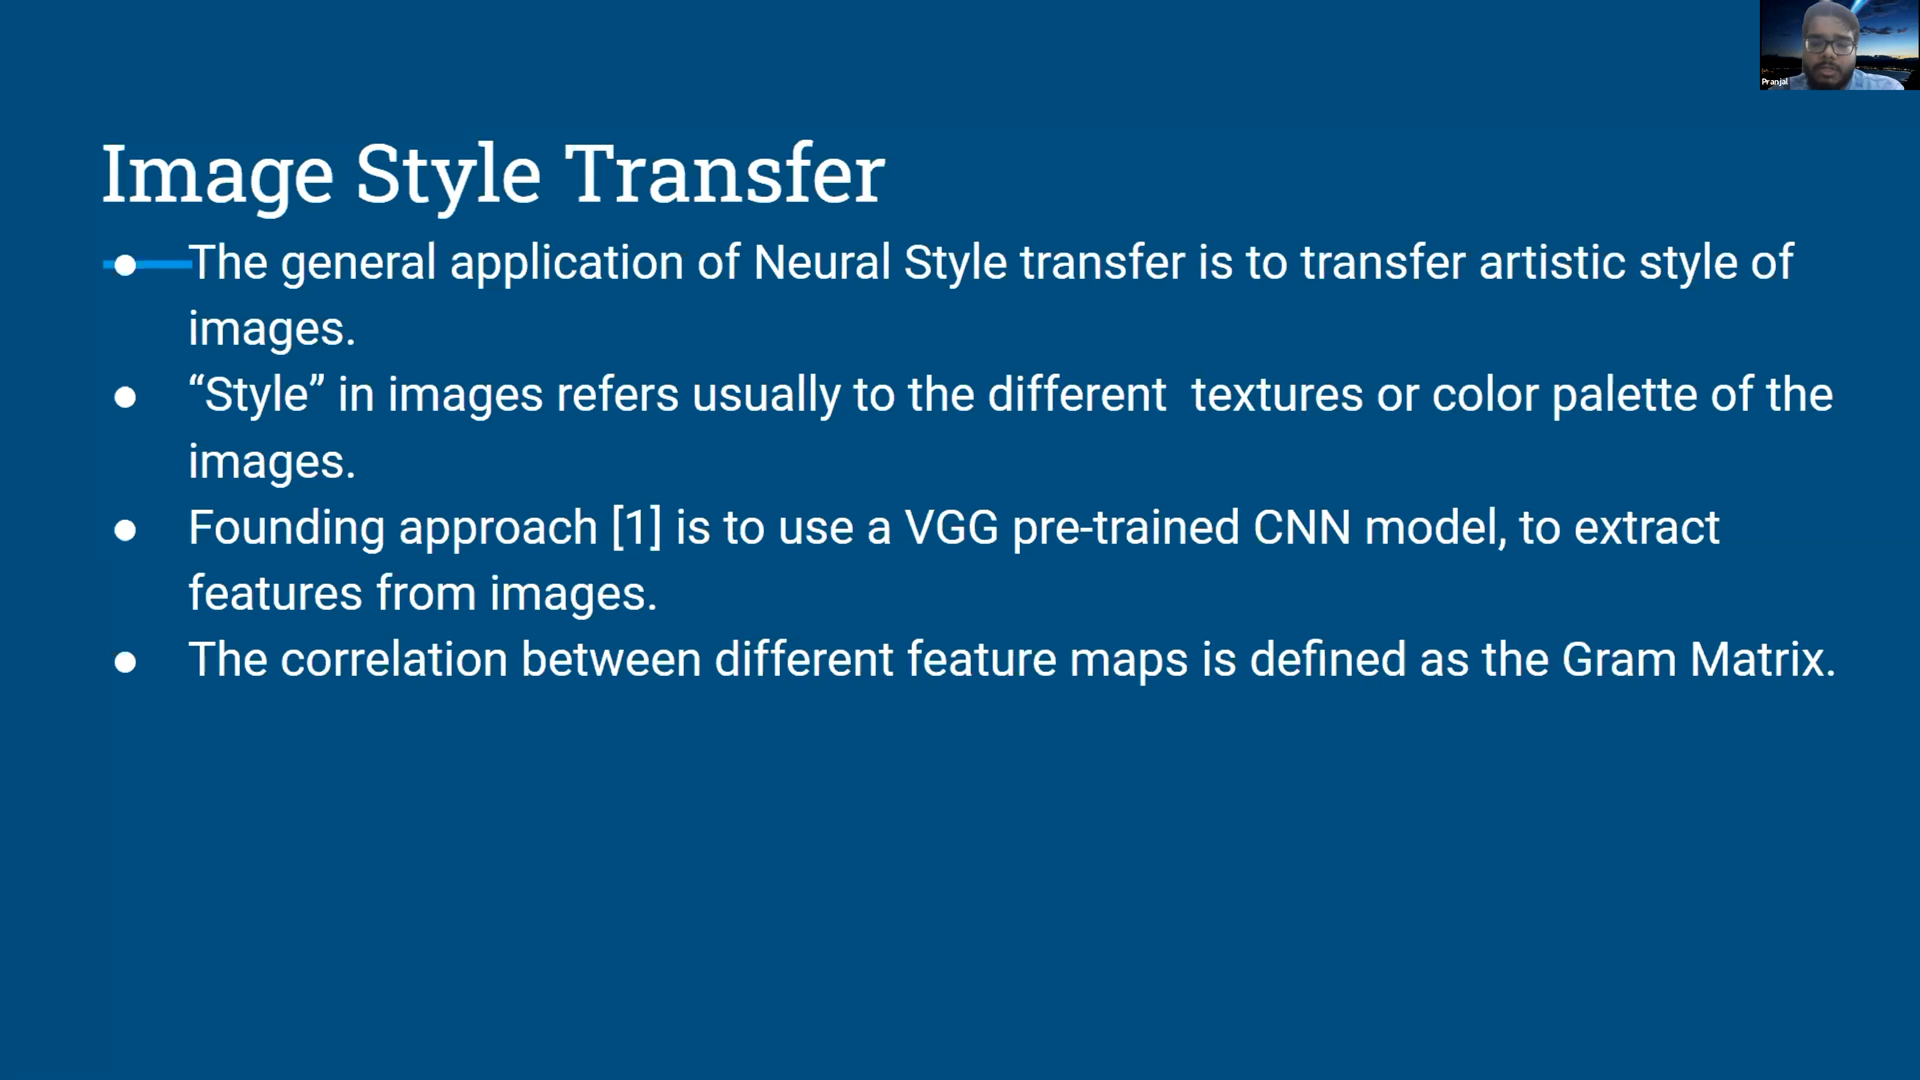 Pranjal
Image Style Transfer
● The general application of Neural Style transfer is to transfer artistic style of
images.
● “Style” in images refers usually to the different  textures or color palette of the
images.
● Founding approach [1] is to use a VGG pre-trained CNN model, to extract
features from images.
● The correlation between different feature maps is defined as the Gram Matrix.